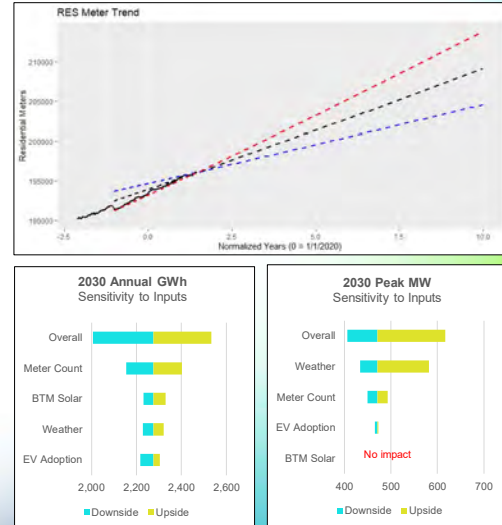 RES Meter Trend
Residential Meters
210000
205000
200000
195000
190000
-2.5 0.0 2.5 5.0 7.5 10.0
Normalized Years (0 = 1/1/2020)
2030 Annual GWh
Sensitivity to Inputs
Overall
Meter Count
BTM Solar
Weather
EV Adoption
2,000 2,200 2,400 2,600
Downside Upside
2030 Peak MW
Sensitivity to Inputs
Overall
Weather
Meter Count
EV Adoption
BTM Solar No impact
400 500 600 700
Downside Upside